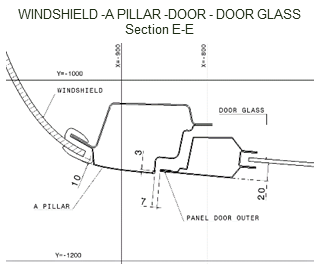 WINDSHIELD -A PILLAR -DOOR - DOOR GLASS
Section E-E
X=-900
X=-800
Y=-1000
WINDSHIELD
DOOR GLASS
3
10
20
A PILLAR
7
PANEL DOOR OUTER
Y=-1200